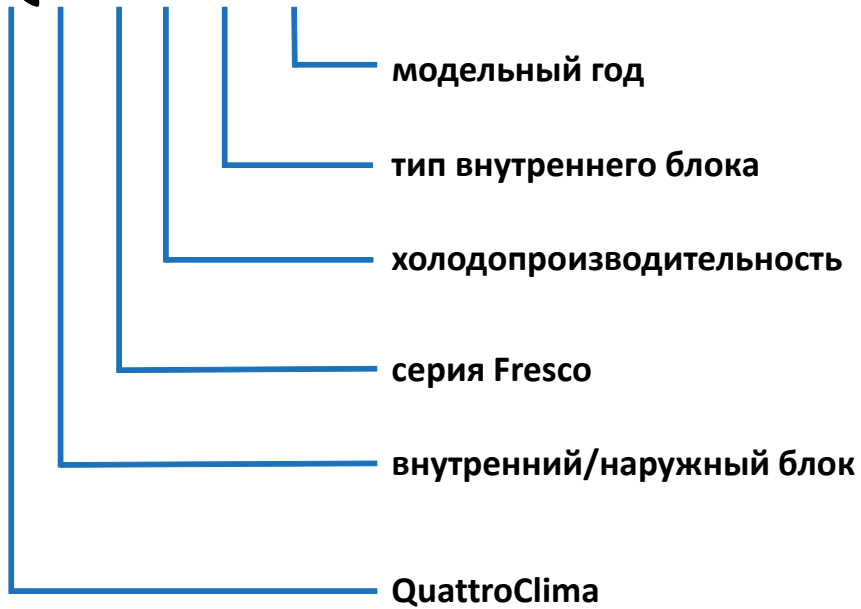 модельный год
тип внутреннего блока
холодопроизводительность
серия Fresco
внутренний/наружный блок
QuattroClima